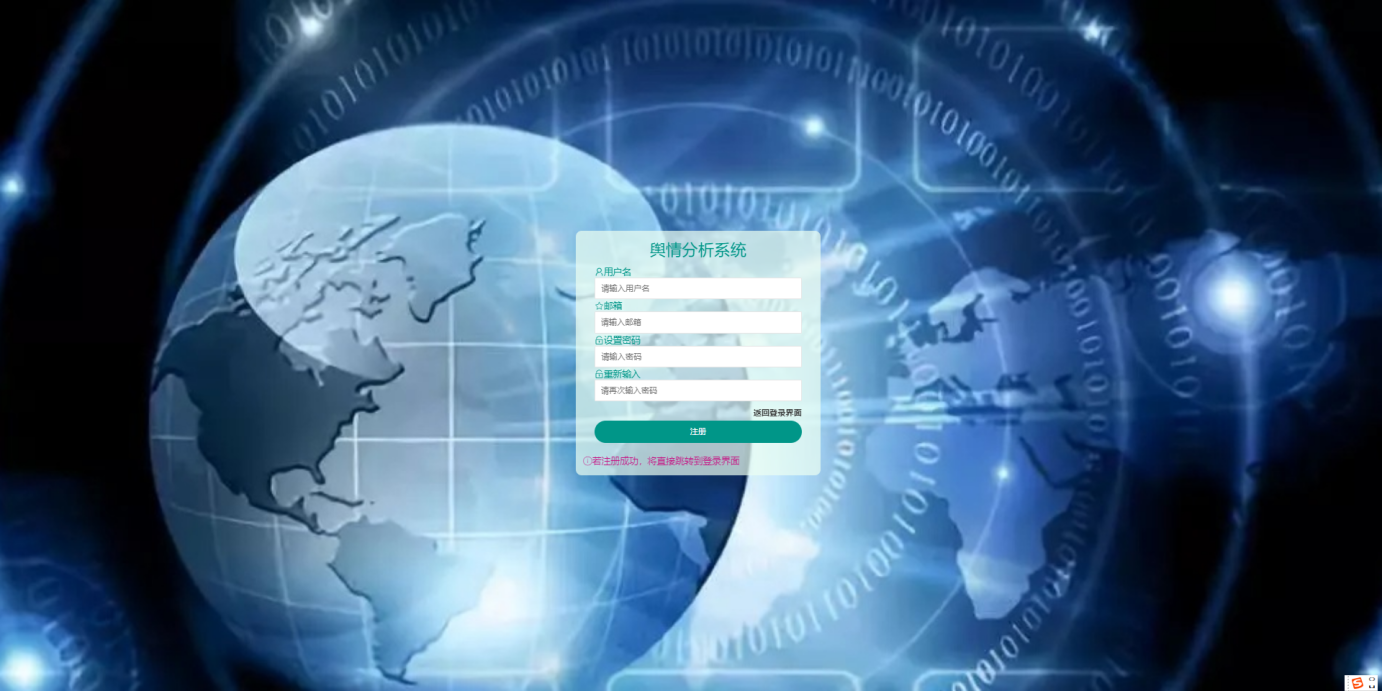 舆情分析系统
用户名
请输入用户名
邮箱
请输入邮箱
设置密码
请输入密码
重新输入
请再次输入密码
返回登录界面
注册
若注册成功，将直接跳转到登录界面